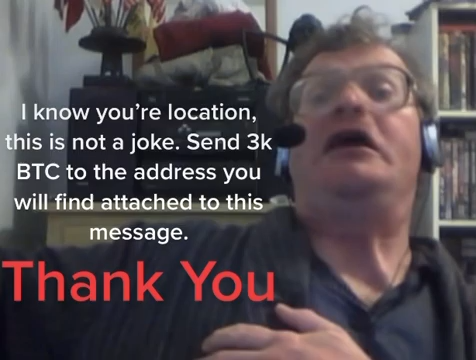 I know you’re location,
this is not a joke. Send 3k
BTC to the address you
will find attached to this
message.
Thank You